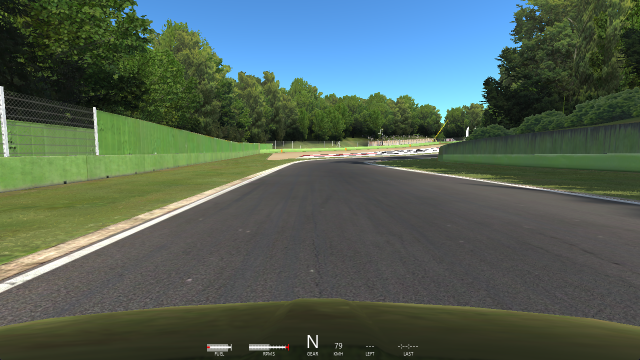 N 79 --- -:--.---
FUEL RPMS GEAR KMH LEFT LAST